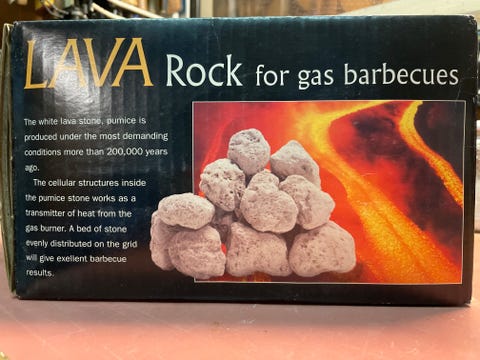 LAVA Rock for gas barbecues
The white lava stone, pumice is
produced under the most demanding
conditions more than 200,000 years
ago.
The cellular structures inside
the pumice stone works as a
transmitter of heat from the
gas burner. A bed of stone
evenly distributed on the grid
will give exellent barbecue
results.